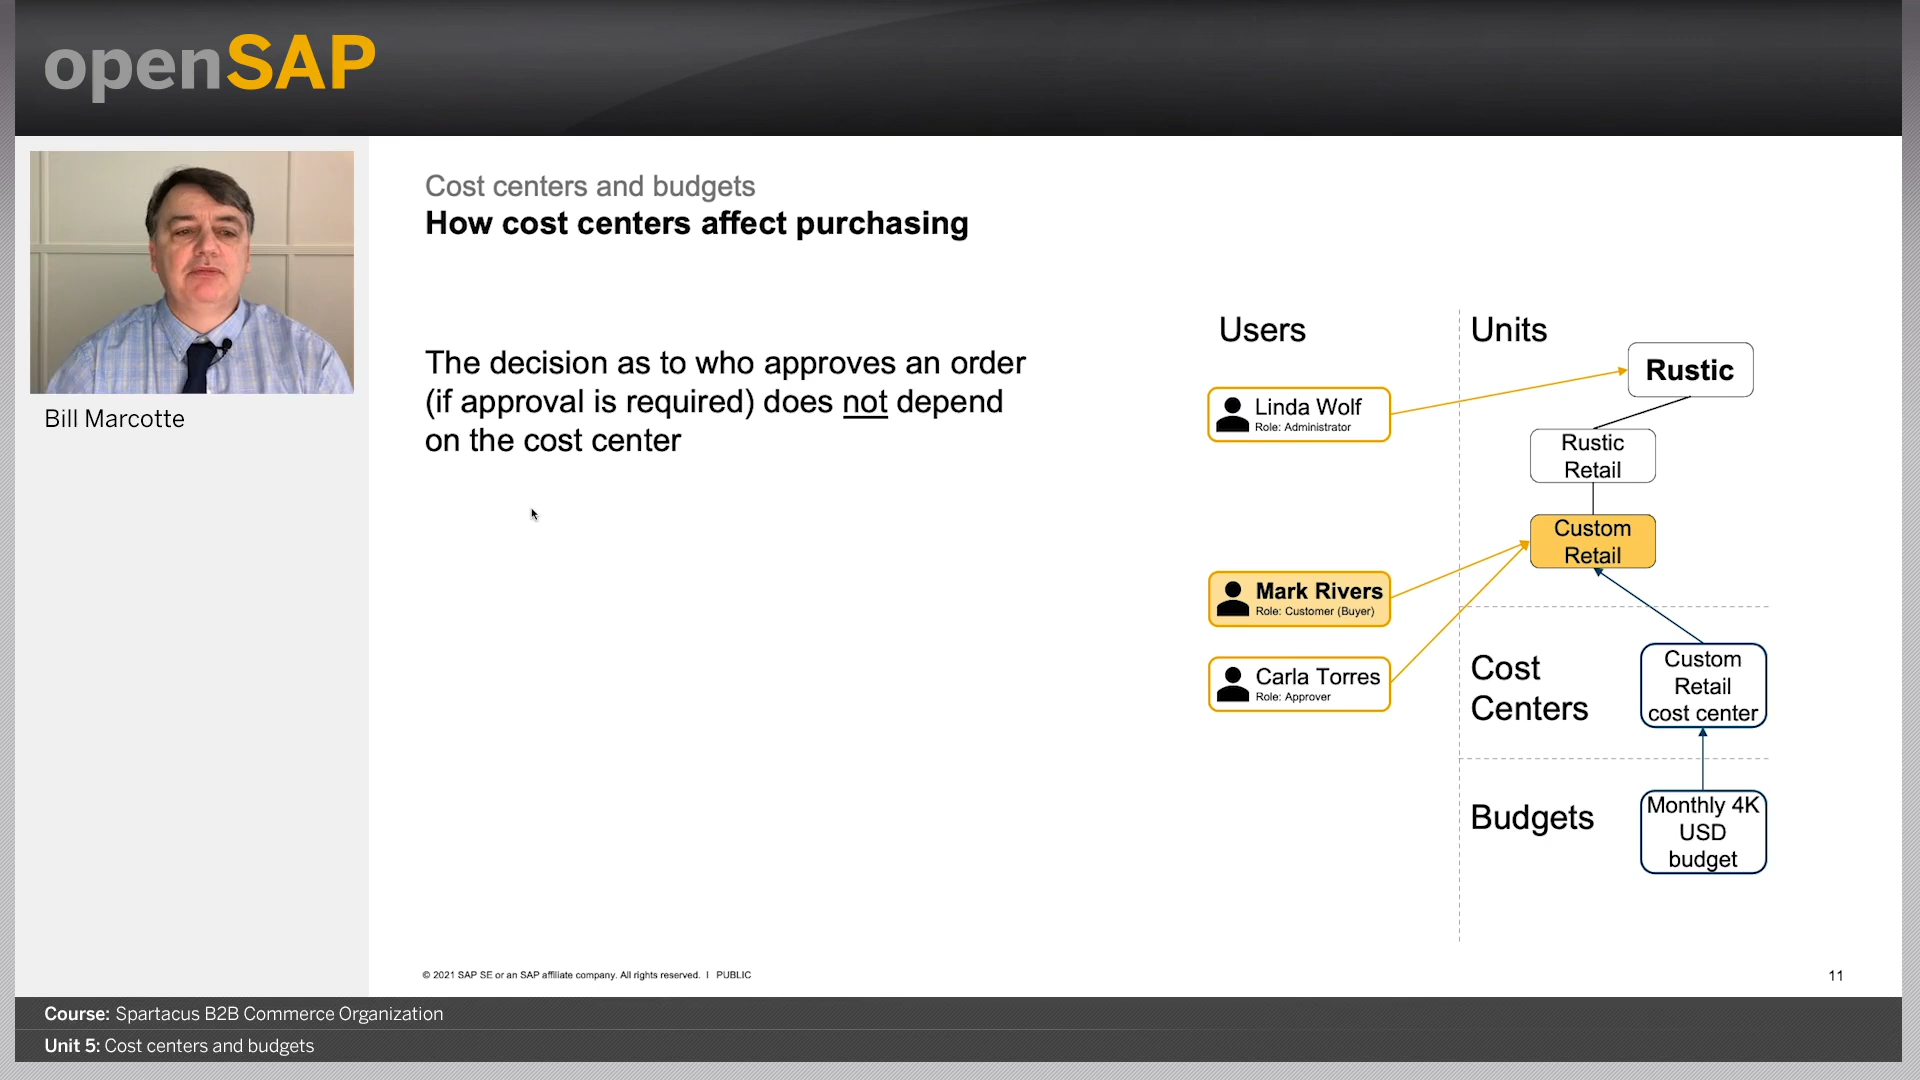 openSAP
Bill Marcotte
Cost centers and budgets
How cost centers affect purchasing
The decision as to who approves an order
(if approval is required) does not depend
on the cost center
Users
Linda Wolf
Role: Administrator
Mark Rivers
Role: Customer (Buyer)
Carla Torres
Role: Approver
Units
Rustic
Rustic
Retail
Custom
Retail
Cost
Centers
Custom
Retail
cost center
Budgets
Monthly 4K
USD
budget
© 2021 SAP SE or an SAP affiliate company. All rights reserved. I PUBLIC
11
Course: Spartacus B2B Commerce Organization
Unit 5: Cost centers and budgets